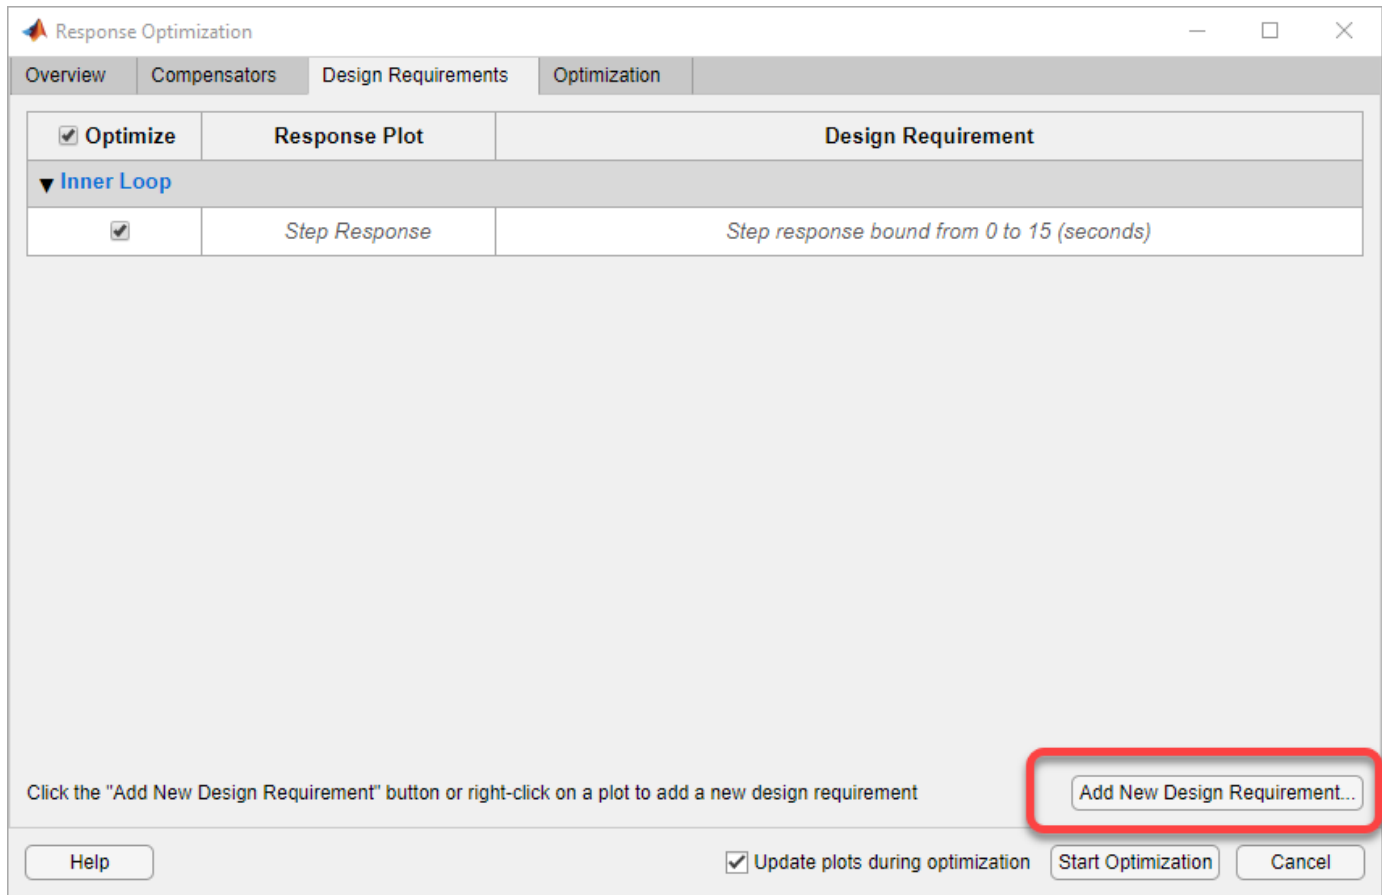 Response Optimization
Overview Compensators Design Requirements Optimization
Optimize Response Plot Design Requirement
Inner Loop
Step Response Step response bound from 0 to 15 (seconds)
Click the "Add New Design Requirement" button or right-click on a plot to add a new design requirement Add New Design Requirement...
Help Update plots during optimization Start Optimization Cancel